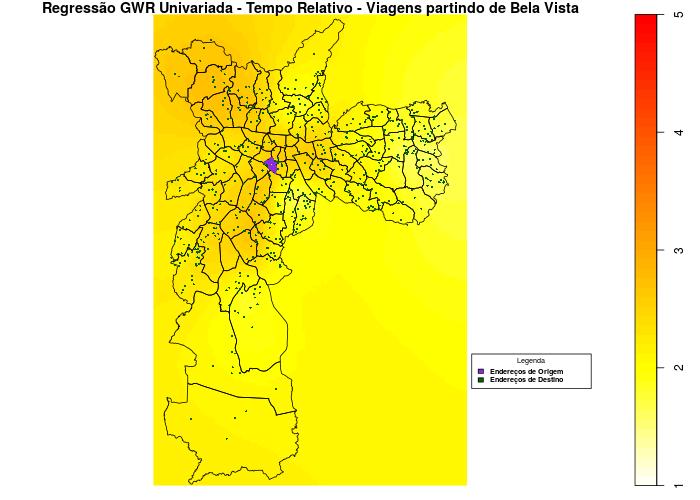 Regressão GWR Univariada - Tempo Relativo - Viagens partindo de Bela Vista
5
4
3
2
1
Legenda
Endereços de Origem
Endereços de Destino